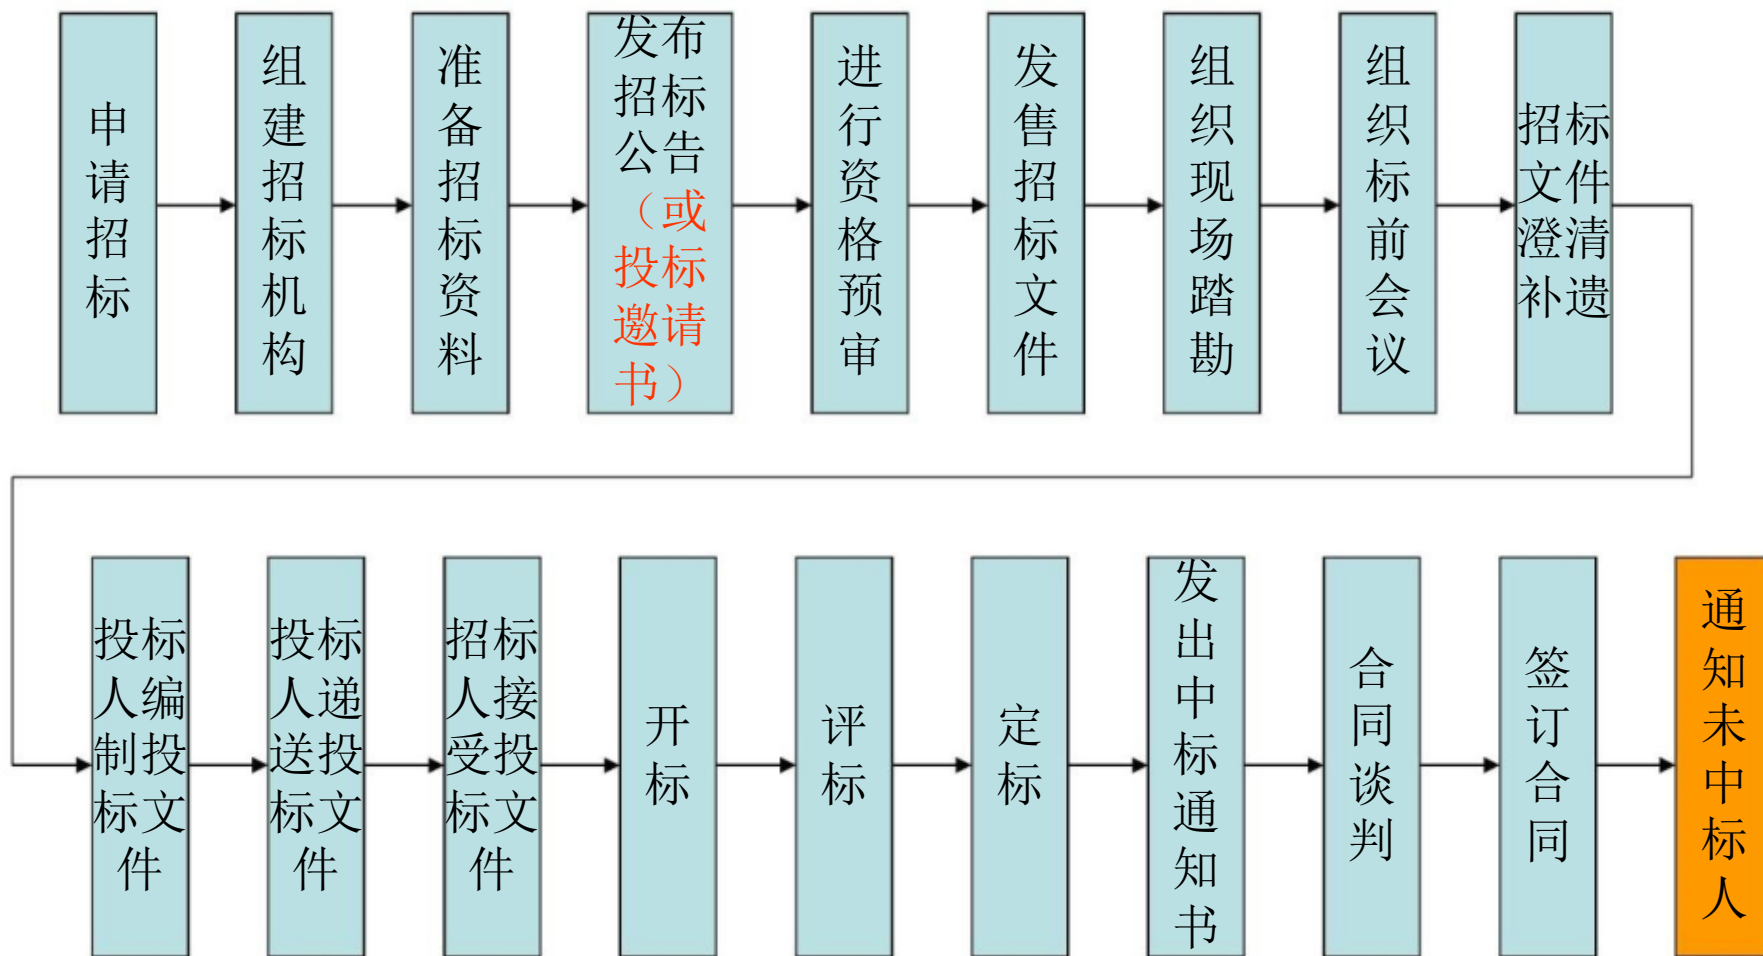 申请招标
组建招标机构
准备招标资料
发布
招标
公告
（或
投标
邀请
书）
进行资格预审
发售招标文件
组织现场踏勘
组织标前会议
招标
文件
澄清
补遗
投标
人编
制投
标文
件
投标
人递
送投
标文
件
招标
人接
受投
标文
件
开标
评标
定标
发出中标通知书
合同谈判
签订合同
通知未中标人